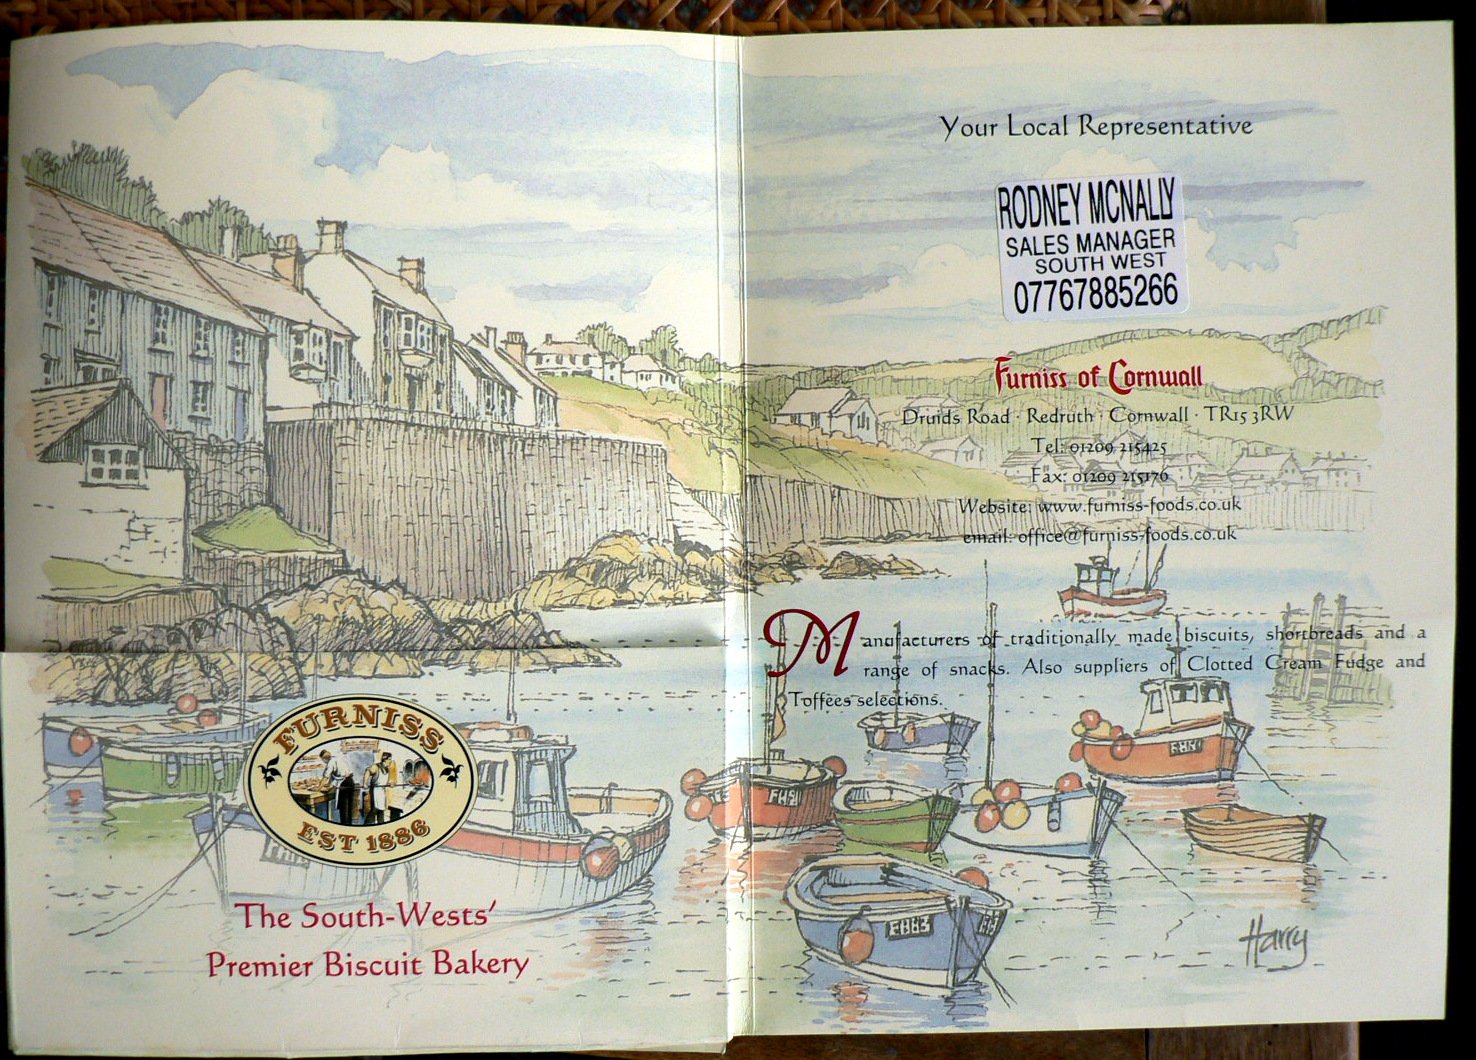 FURNISS
EST 1886
The South-Wests'
Premier Biscuit Bakery
Your Local Representative
RODNEY MCNALLY
SALES MANAGER
SOUTH WEST
07767885266
Furniss of Cornwall
Druids Road · Redruth · Cornwall · TR15 3RW
Tel: 01209 215425
Fax: 01209 215176
Website: www.furniss-foods.co.uk
email: office@furniss-foods.co.uk
Manufacturers of traditionally made biscuits, shortbreads and a
range of snacks. Also suppliers of Clotted Cream Fudge and
Toffees selections.
FH83
Harry